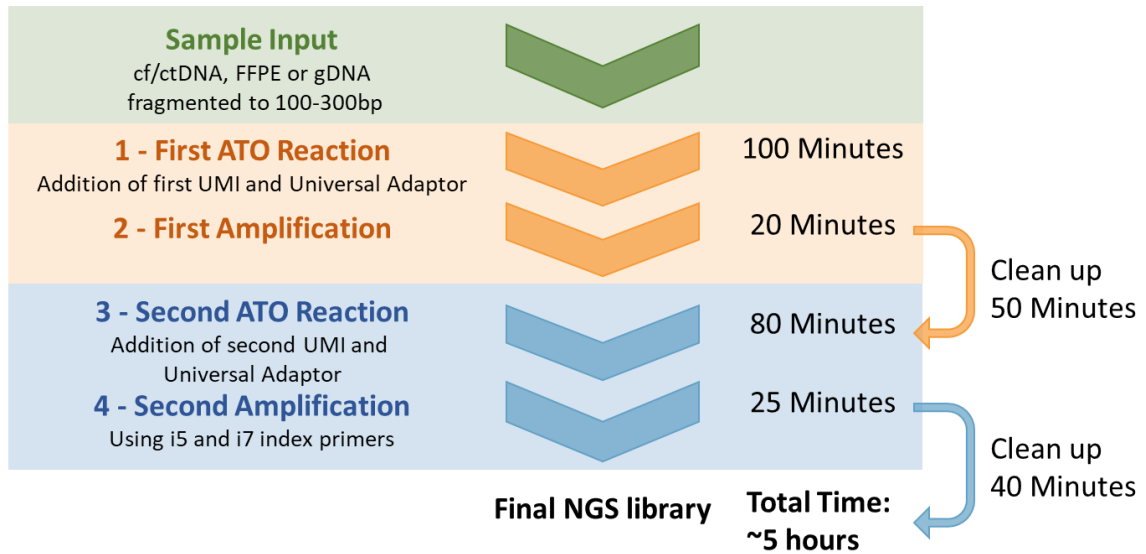 Sample Input
cf/ctDNA, FFPE or gDNA
fragmented to 100-300bp
1 - First ATO Reaction
100 Minutes
Addition of first UMI and Universal Adaptor
2 - First Amplification
20 Minutes
Clean up
50 Minutes
3 - Second ATO Reaction
80 Minutes
Addition of second UMI and
Universal Adaptor
4 - Second Amplification
25 Minutes
Using i5 and i7 index primers
Clean up
40 Minutes
Final NGS library
Total Time:
~5 hours